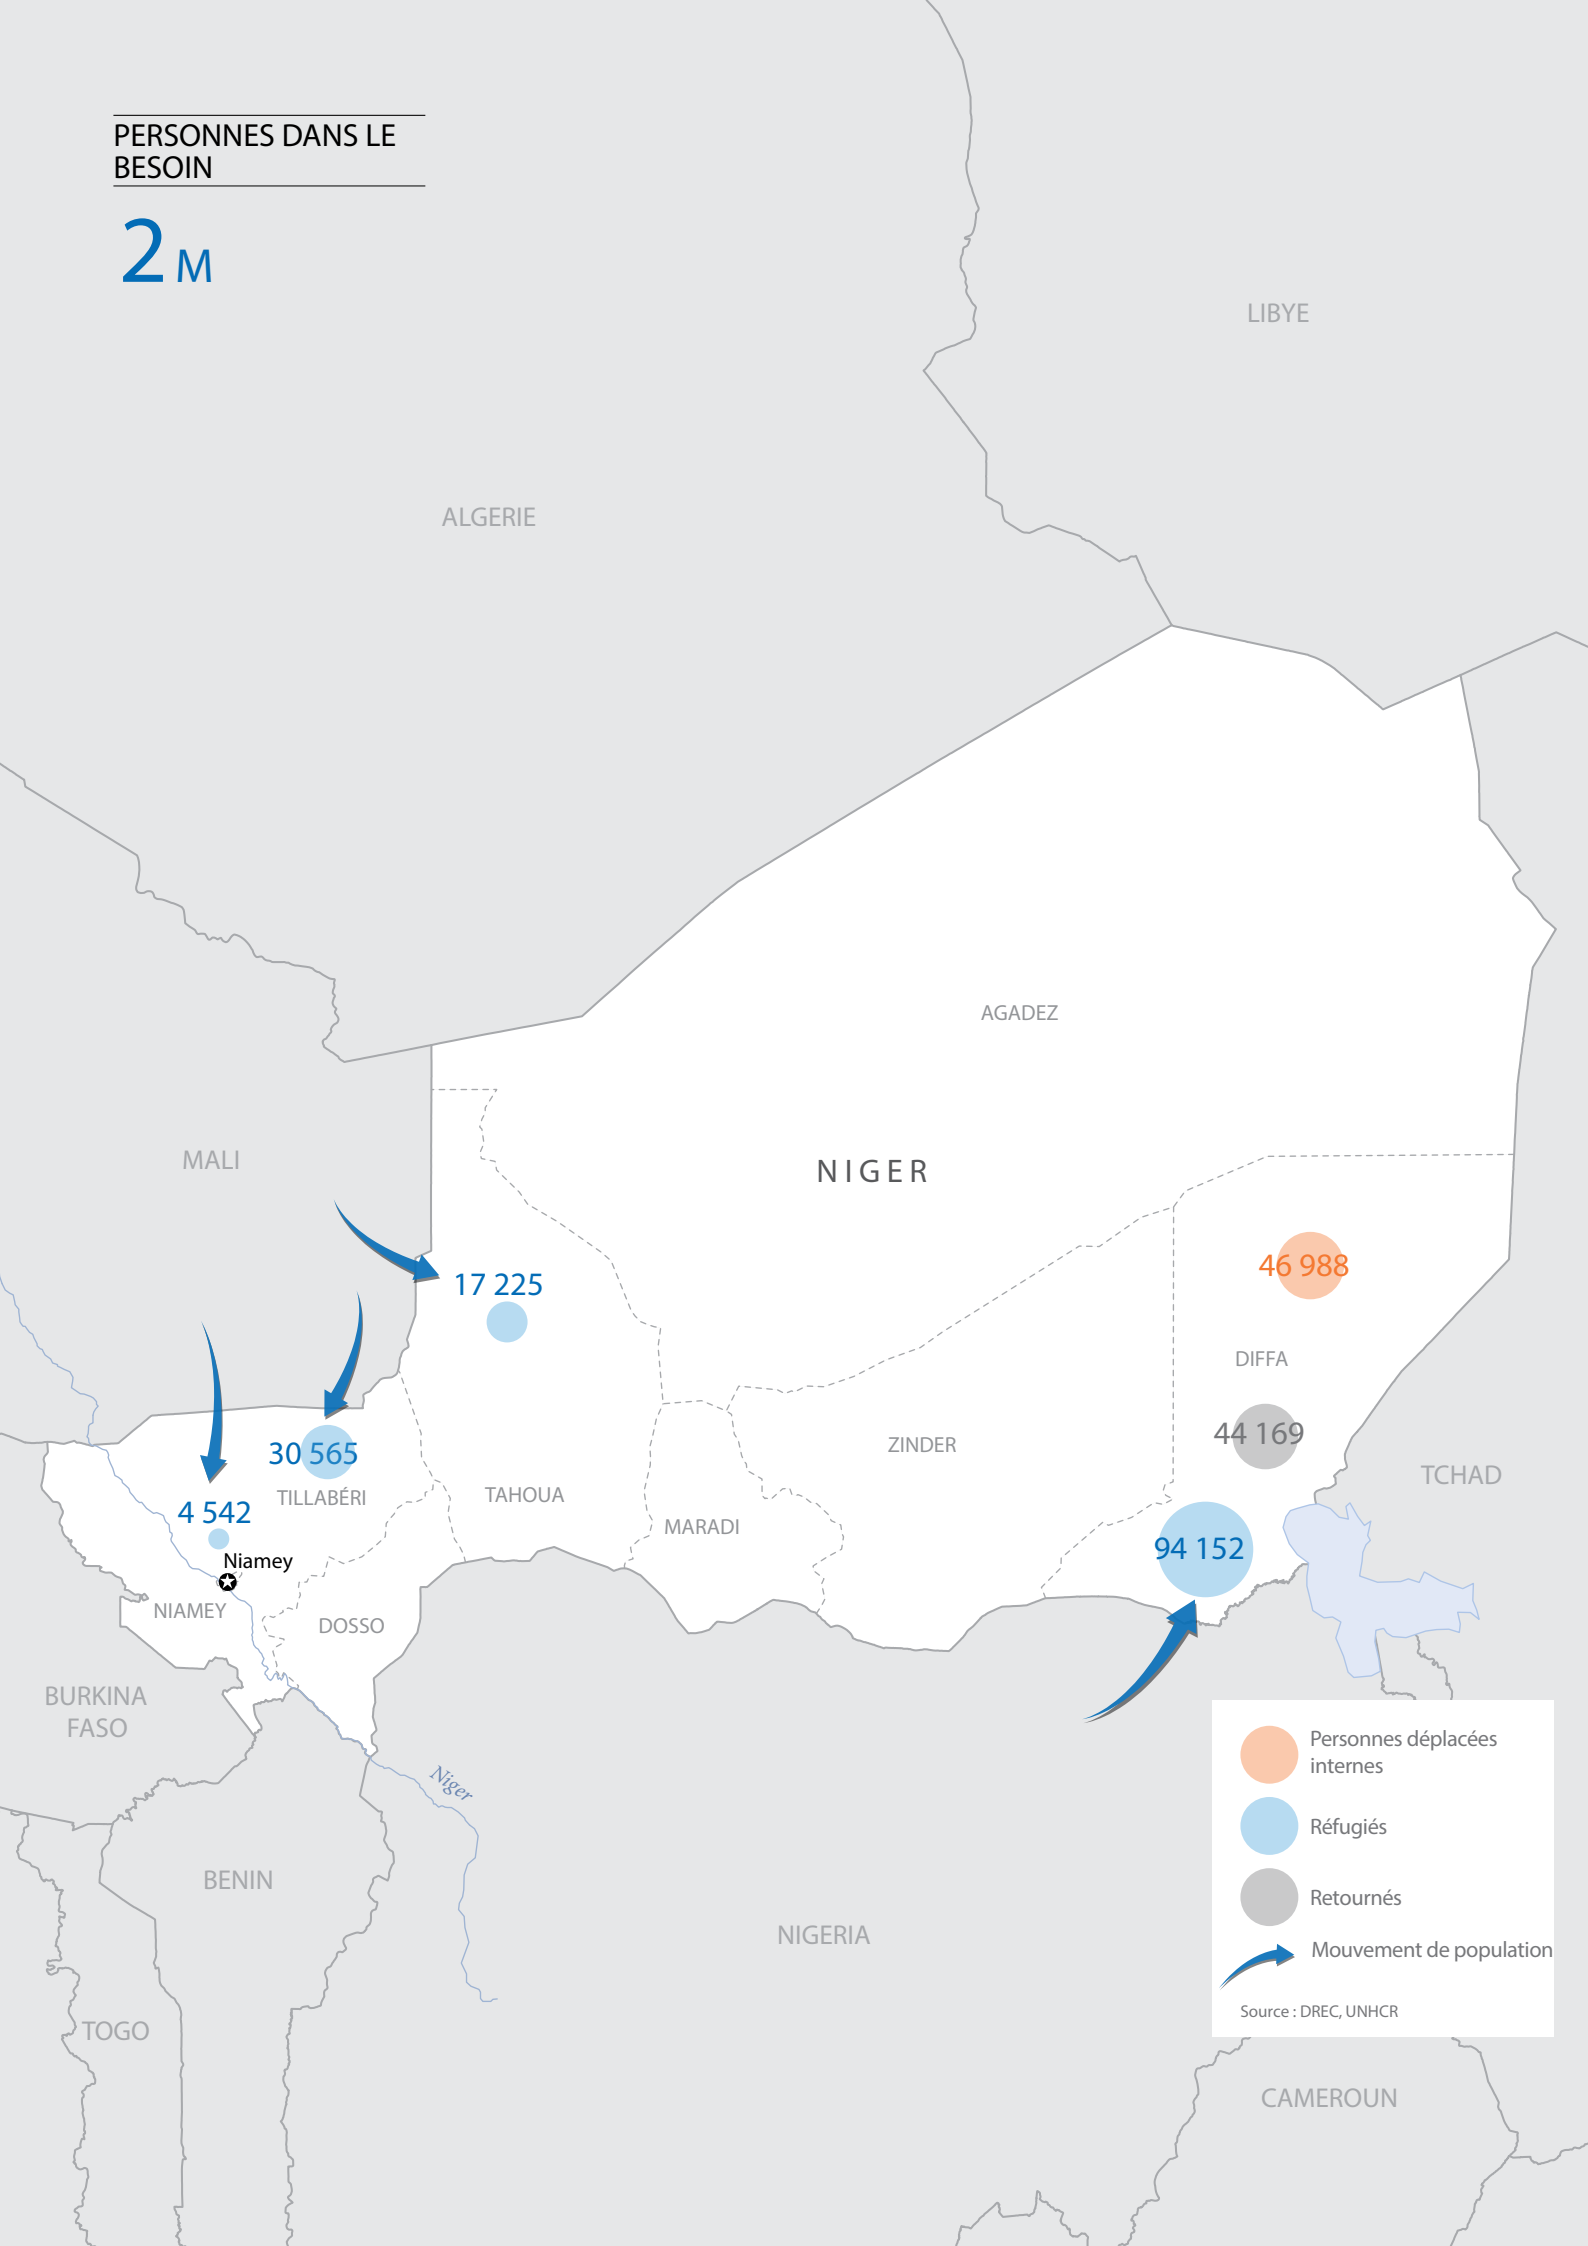 PERSONNES DANS LE
BESOIN
2 M
LIBYE
ALGERIE
AGADEZ
MALI
NIGER
17 225
46 988
DIFFA
44 169
ZINDER
30 565
TILLABÉRI
TAHOUA
TCHAD
4 542
MARADI
94 152
Niamey
NIAMEY
DOSSO
BURKINA
FASO
Niger
BENIN
NIGERIA
TOGO
CAMEROUN
Personnes déplacées
internes
Réfugiés
Retournés
Mouvement de population
Source : DREC, UNHCR